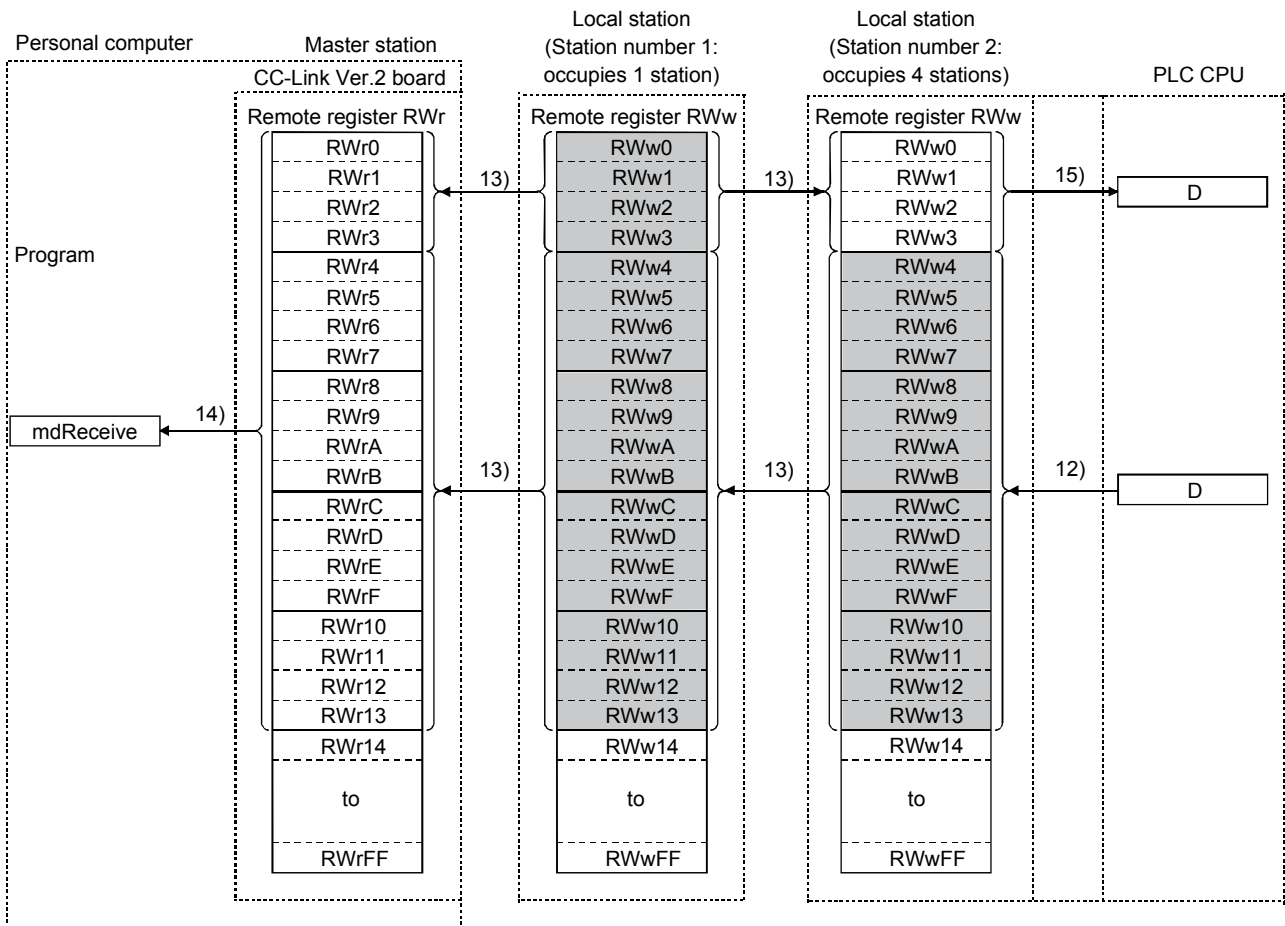 Personal computer
Master station
Local station
(Station number 1:
occupies 1 station)
Local station
(Station number 2:
occupies 4 stations)
PLC CPU
CC-Link Ver.2 board
Remote register RWr
Remote register RWw
Remote register RWw
RWr0
RWr1
RWr2
RWr3
RWr4
RWr5
RWr6
RWr7
RWr8
RWr9
RWrA
RWrB
RWrC
RWrD
RWrE
RWrF
RWr10
RWr11
RWr12
RWr13
RWr14
to
RWrFF
RWw0
RWw1
RWw2
RWw3
RWw4
RWw5
RWw6
RWw7
RWw8
RWw9
RWwA
RWwB
RWwC
RWwD
RWwE
RWwF
RWw10
RWw11
RWw12
RWw13
RWw14
to
RWwFF
RWw0
RWw1
RWw2
RWw3
RWw4
RWw5
RWw6
RWw7
RWw8
RWw9
RWwA
RWwB
RWwC
RWwD
RWwE
RWwF
RWw10
RWw11
RWw12
RWw13
RWw14
to
RWwFF
13)
13)
15)
D
Program
14)
mdReceive
13)
13)
12)
D